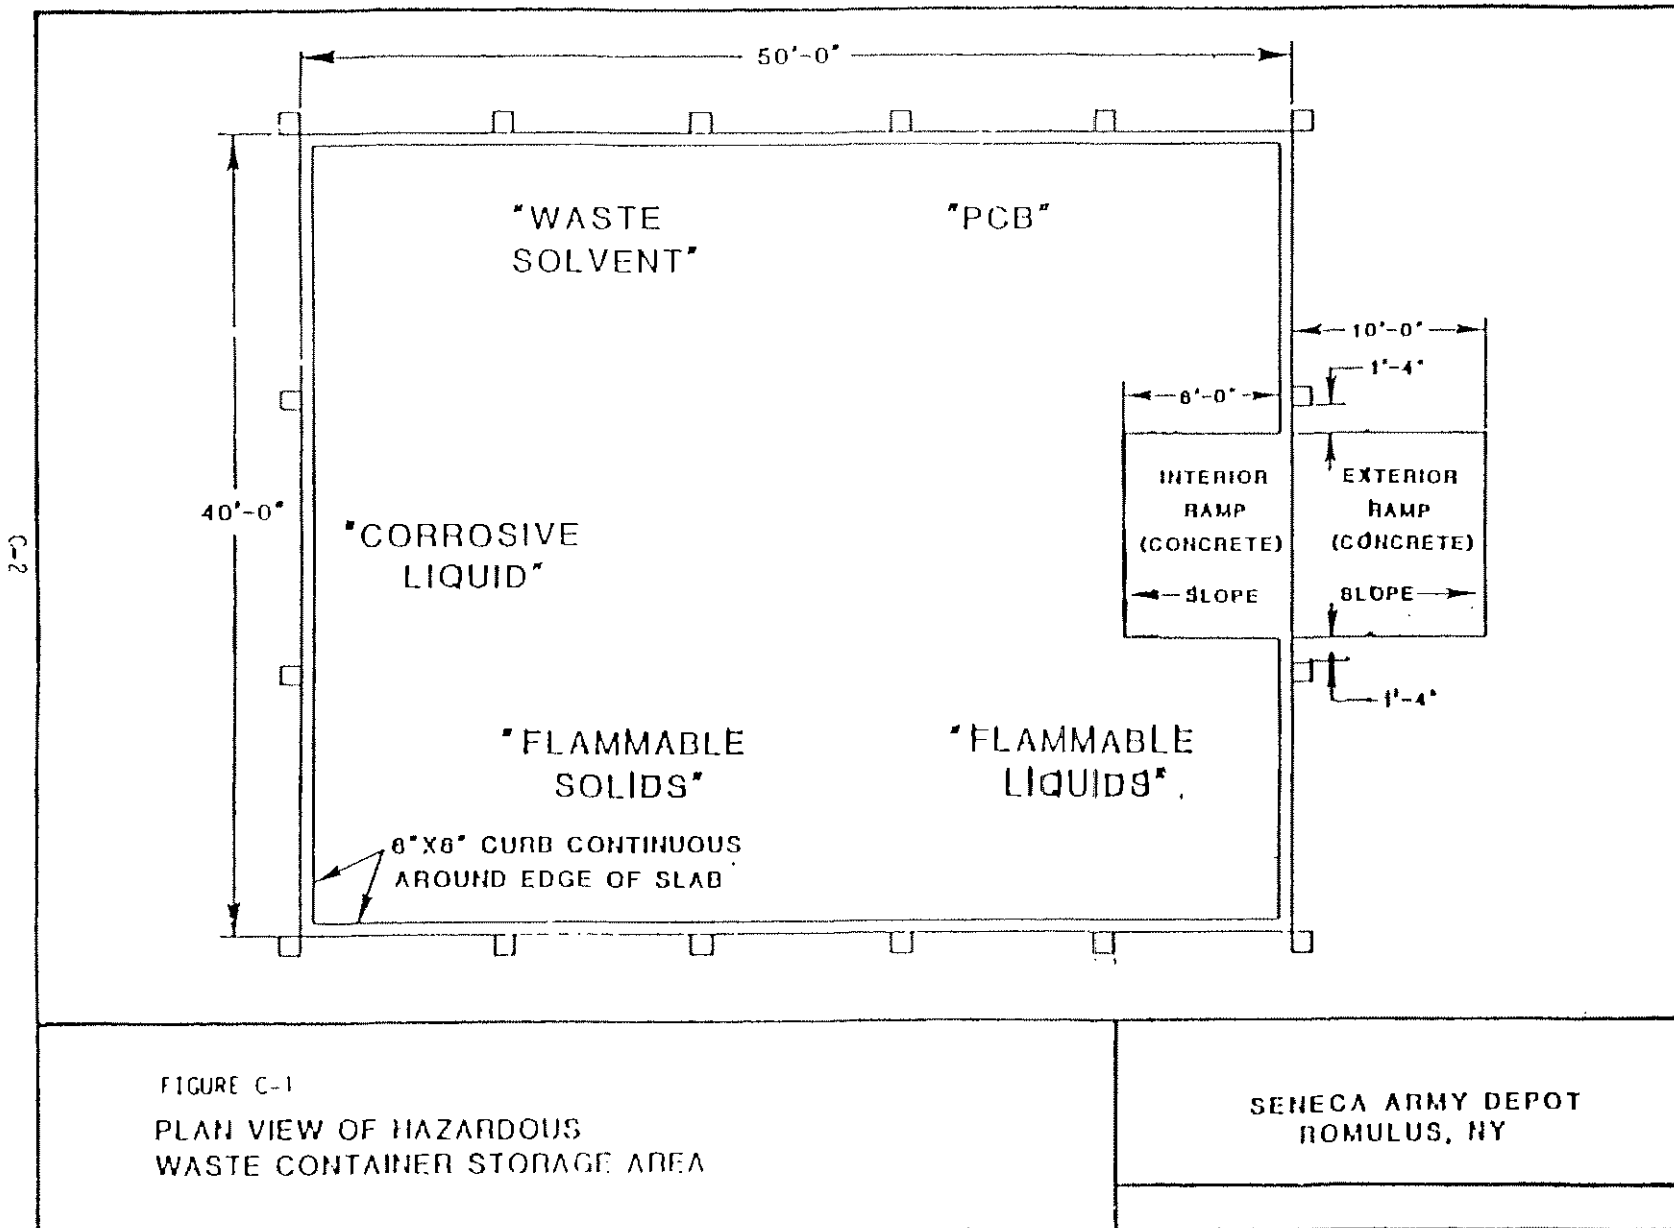 50'-0"
"WASTE
SOLVENT"
"PCB"
10'-0"
1'-4"
8'-0"
40'-0"
INTERIOR
RAMP
(CONCRETE)
SLOPE
EXTERIOR
RAMP
(CONCRETE)
SLOPE
"CORROSIVE
LIQUID"
1'-4"
"FLAMMABLE
SOLIDS"
"FLAMMABLE
LIQUIDS"
8"X8" CURB CONTINUOUS
AROUND EDGE OF SLAB
C-2
FIGURE C-1
PLAN VIEW OF HAZARDOUS
WASTE CONTAINER STORAGE AREA
SENECA ARMY DEPOT
ROMULUS, NY